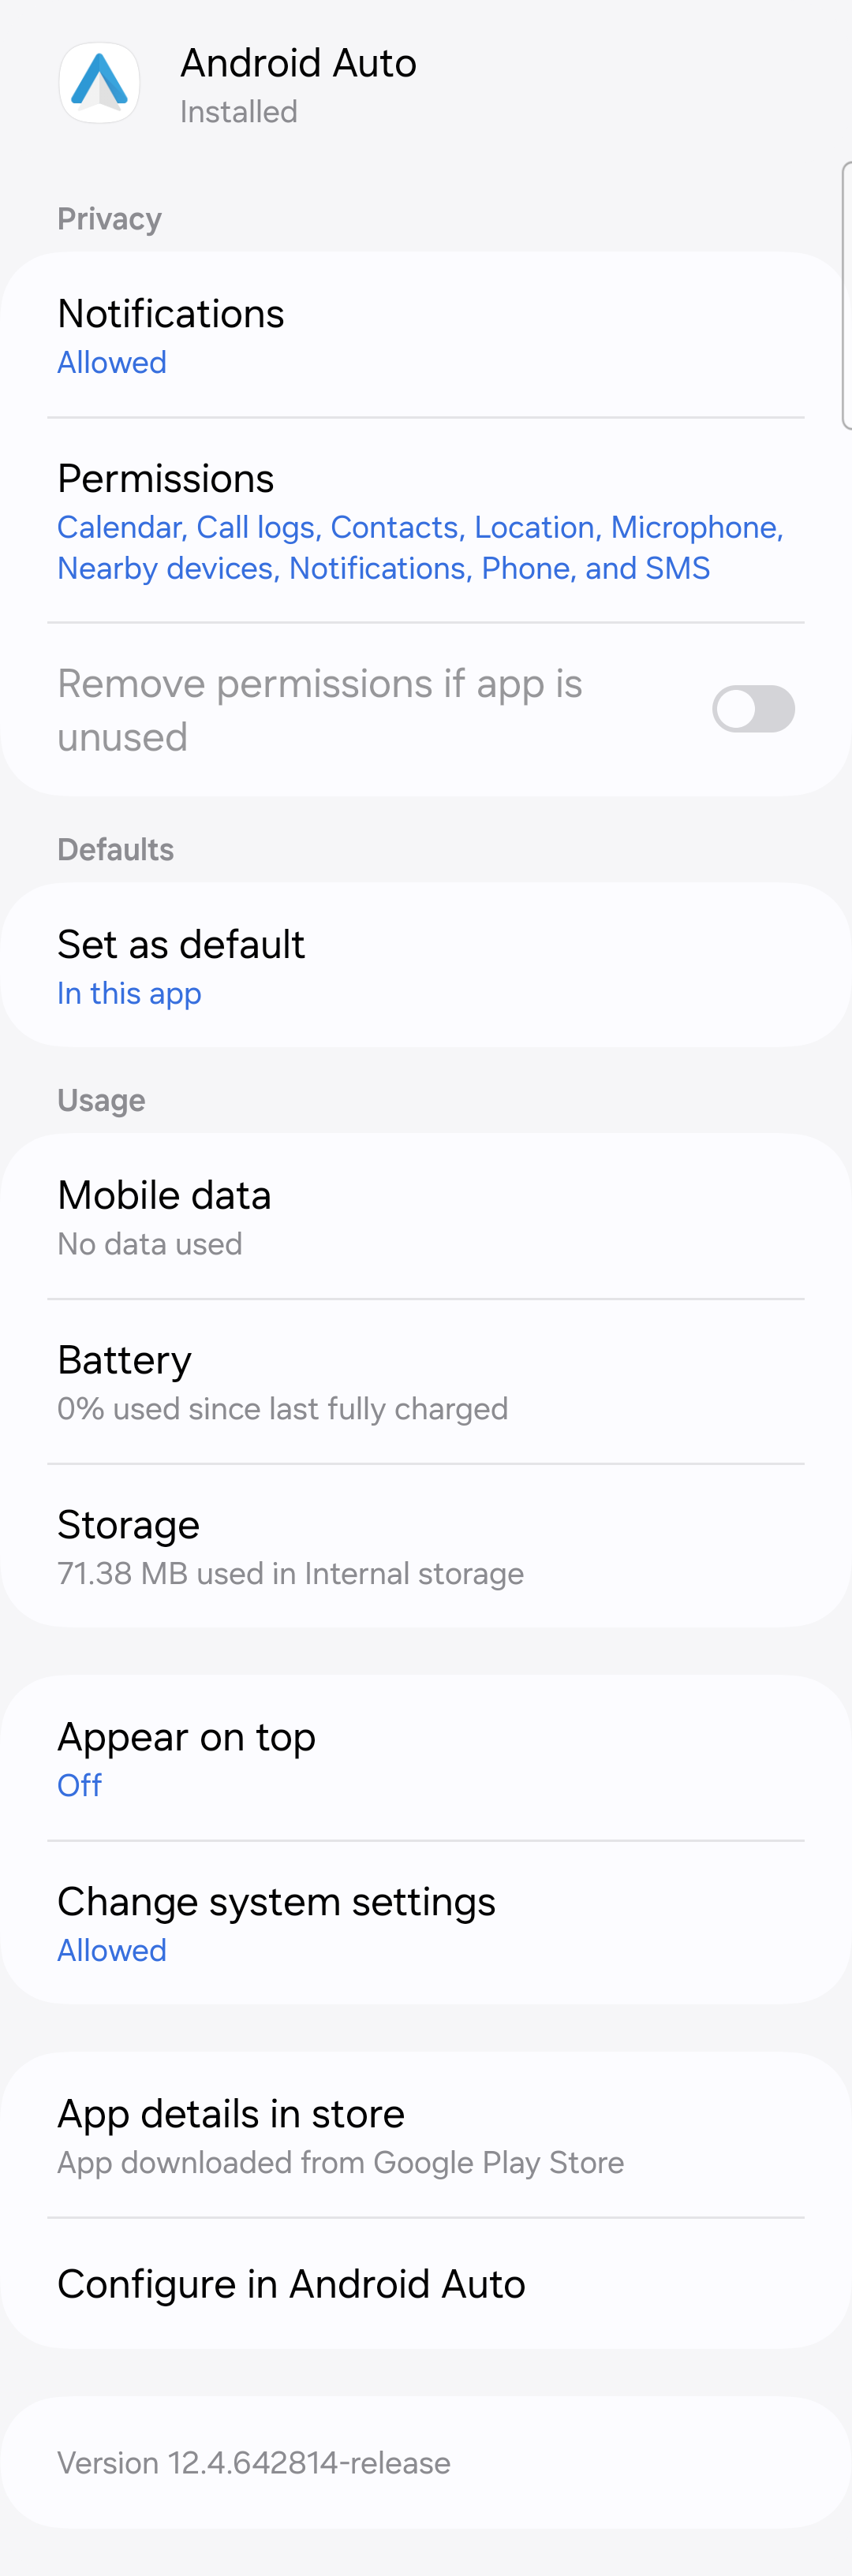 Android Auto
Installed
Privacy
Notifications
Allowed
Permissions
Calendar, Call logs, Contacts, Location, Microphone,
Nearby devices, Notifications, Phone, and SMS
Remove permissions if app is
unused
Defaults
Set as default
In this app
Usage
Mobile data
No data used
Battery
0% used since last fully charged
Storage
71.38 MB used in Internal storage
Appear on top
Off
Change system settings
Allowed
App details in store
App downloaded from Google Play Store
Configure in Android Auto
Version 12.4.642814-release